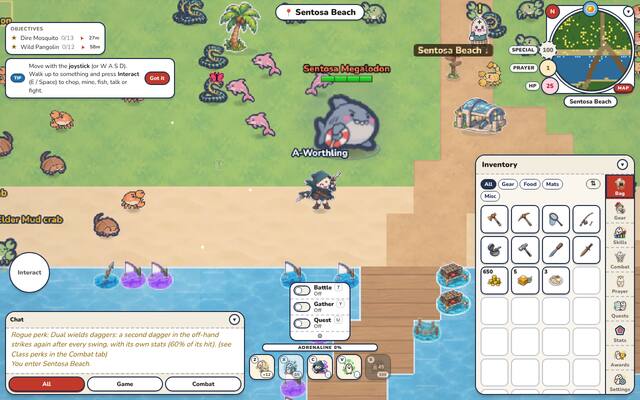 OBJECTIVES
Dire Mosquito 0/13 27m
Wild Pangolin 0/12 58m
TIP
Move with the joystick (or W A S D).
Walk up to something and press Interact
(E / Space) to chop, mine, fish, talk or
fight.
Got it
Sentosa Beach
Sentosa Megalodon
A-Worthling
Sentosa Beach
N
SPECIAL 100
PRAYER 1
HP 25
MAP
Sentosa Beach
Elder Mud crab
Interact
Inventory
All
Gear
Food
Mats
Misc
650
5
3
Bag
Gear
Skills
Combat
Prayer
Quests
Stats
Awards
Settings
Battle
Off
Gather
Off
Quest
Off
ADRENALINE 0%
Chat
Rogue perk: Dual wields daggers: a second dagger in the off-hand
strikes again after every swing, with its own stats (60% of its hit). (see
Class perks in the Combat tab)
You enter Sentosa Beach.
All
Game
Combat